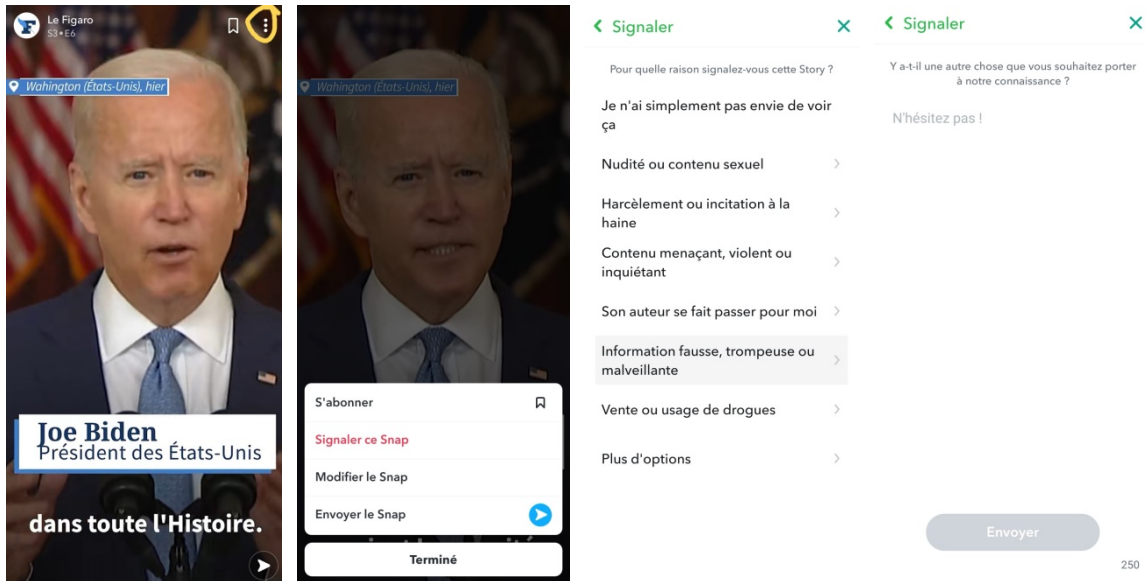 Le Figaro
S3•E6
Wahington (États-Unis), hier
Joe Biden
Président des États-Unis
dans toute l'Histoire.
Wahington (États-Unis), hier
S'abonner
Signaler ce Snap
Modifier le Snap
Envoyer le Snap
Terminé
Signaler
Pour quelle raison signalez-vous cette Story ?
Je n'ai simplement pas envie de voir
ça
Nudité ou contenu sexuel
Harcèlement ou incitation à la
haine
Contenu menaçant, violent ou
inquiétant
Son auteur se fait passer pour moi
Information fausse, trompeuse ou
malveillante
Vente ou usage de drogues
Plus d'options
Signaler
Y a-t-il une autre chose que vous souhaitez porter
à notre connaissance ?
N'hésitez pas !
Envoyer
250